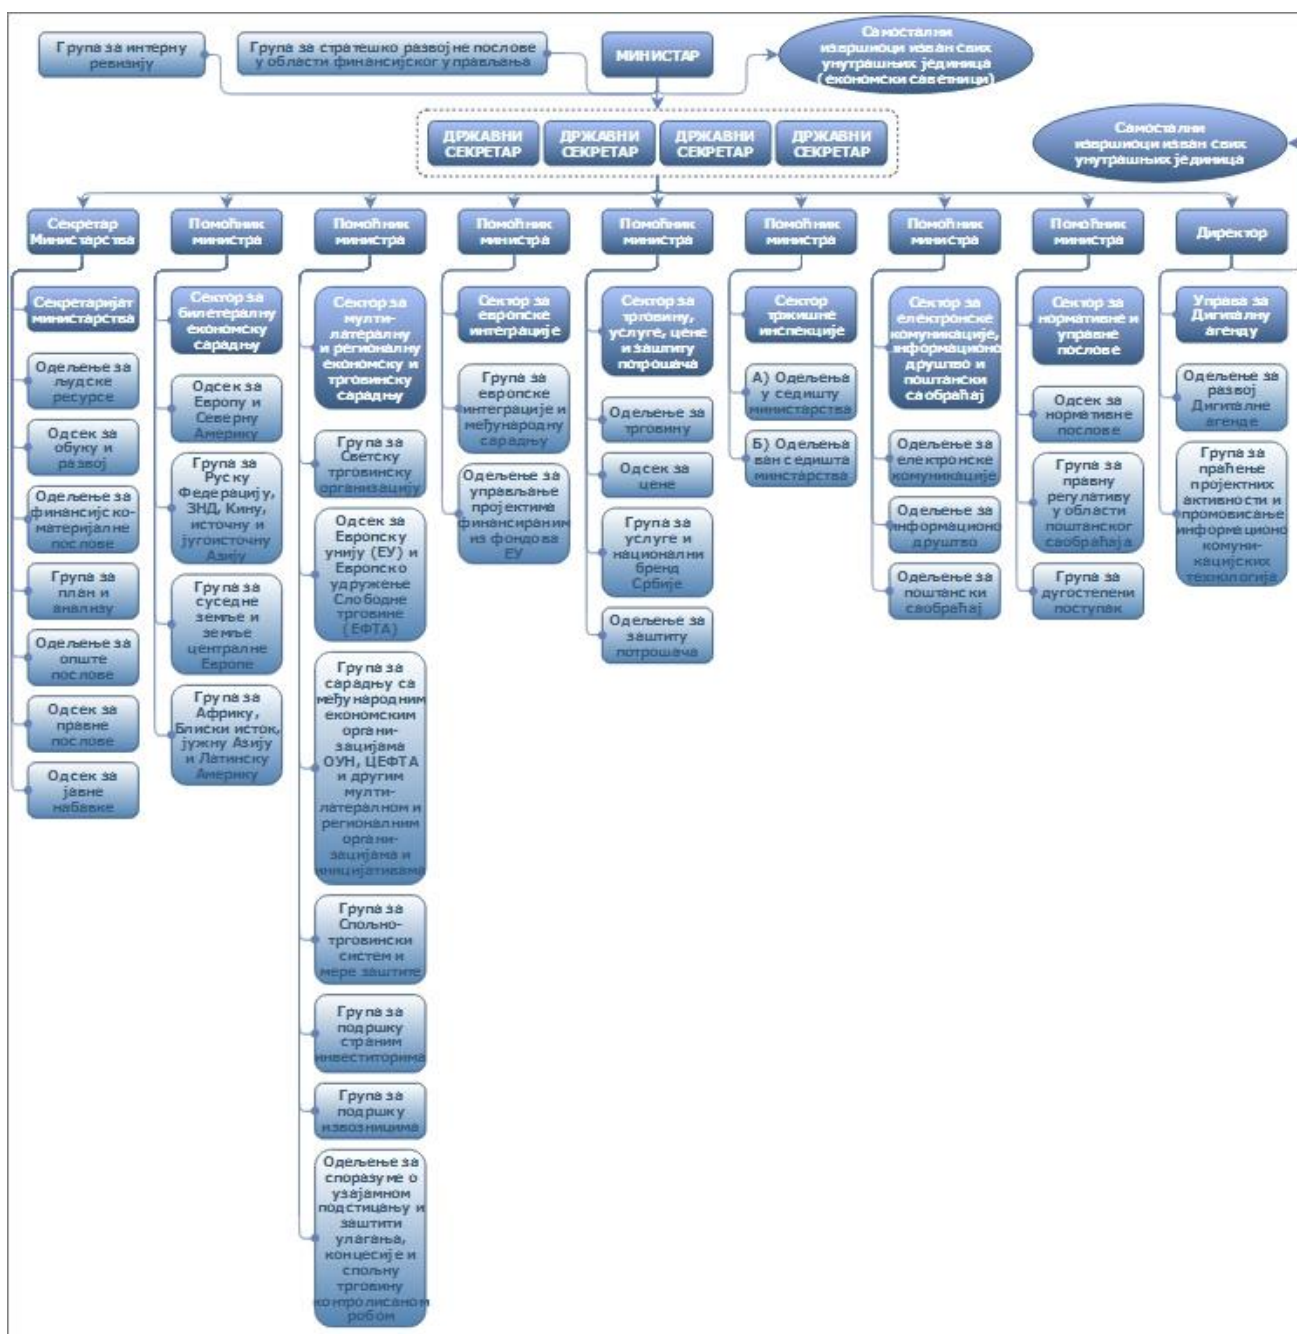 Група за интерну
ревизију
Група за стратешко развојне послове
у области финансијског управљања
МИНИСТАР
Самостални
извршиоци изван свих
унутрашњих јединица
(економски саветници)
ДРЖАВНИ
СЕКРЕТАР
ДРЖАВНИ
СЕКРЕТАР
ДРЖАВНИ
СЕКРЕТАР
ДРЖАВНИ
СЕКРЕТАР
Самостални
извршиоци изван свих
унутрашњих јединица
Секретар
Министарства
Помоћник
министра
Помоћник
министра
Помоћник
министра
Помоћник
министра
Помоћник
министра
Помоћник
министра
Помоћник
министра
Директор
Секретаријат
министарства
Одељење за
људске
ресурсе
Одсек за
обуку и
развој
Одељење за
финансијско-
материјалне
послове
Група за
план и
анализу
Одељење за
опште
послове
Одсек за
правне
послове
Одсек за
јавне
набавке
Сектор за
билетералну
економску
сарадњу
Одсек за
Европу и
Северну
Америку
Група за
Руску
Федерацију,
ЗНД, Кину,
источну и
југоисточну
Азију
Група за
суседне
земље и
земље
централне
Европе
Група за
Африку,
Блиски исток,
јужну Азију
и Латинску
Америку
Сектор за
мулти-
латералну
и регионалну
економску и
трговинску
сарадњу
Група за
Светску
трговинску
организацију
Одсек за
Европску
унију (ЕУ) и
Европско
удружење
Слободне
трговине
(ЕФТА)
Група за
сарадњу са
међународним
економским
органи-
зацијама
ОУН, ЦЕФТА
и другим
мулти-
латералном и
регионалним
органи-
зацијама и
иницијативама
Група за
Спољно-
трговински
систем и
мере заштите
Група за
подршку
страним
инвеститорима
Група за
подршку
извозницима
Одељење за
споразуме о
узајамном
подстицању и
заштити
улагања,
концесије и
спољну
трговину
контролисаном
робом
Сектор за
европске
интеграције
Група за
европске
интеграције и
међународну
сарадњу
Одељење за
управљање
пројектима
финансираним
из фондова
ЕУ
Сектор за
трговину,
услуге, цене
и заштиту
потрошача
Одељење за
трговину
Одсек за
цене
Група за
услуге и
национални
бренд
Србије
Одељење за
заштиту
потрошача
Сектор
тржишне
инспекције
А) Одељења
у седишту
министарства
Б) Одељења
ван седишта
минстарства
Сектор за
електронске
комуникације,
информационо
друштво и
поштански
саобраћај
Одељење за
електронске
комуникације
Одељење за
информационо
друштво
Одељење за
поштански
саобраћај
Сектор за
нормативне и
управне
послове
Одсек за
нормативне
послове
Група за
правну
регулативу
у области
поштанског
саобраћаја
Група за
дугостепени
поступак
Управа за
Дигиталну
агенду
Одељење за
развој
Дигиталне
агенде
Група за
праћење
пројектних
активности и
промовисање
информационо
комуни-
кацијских
технологија